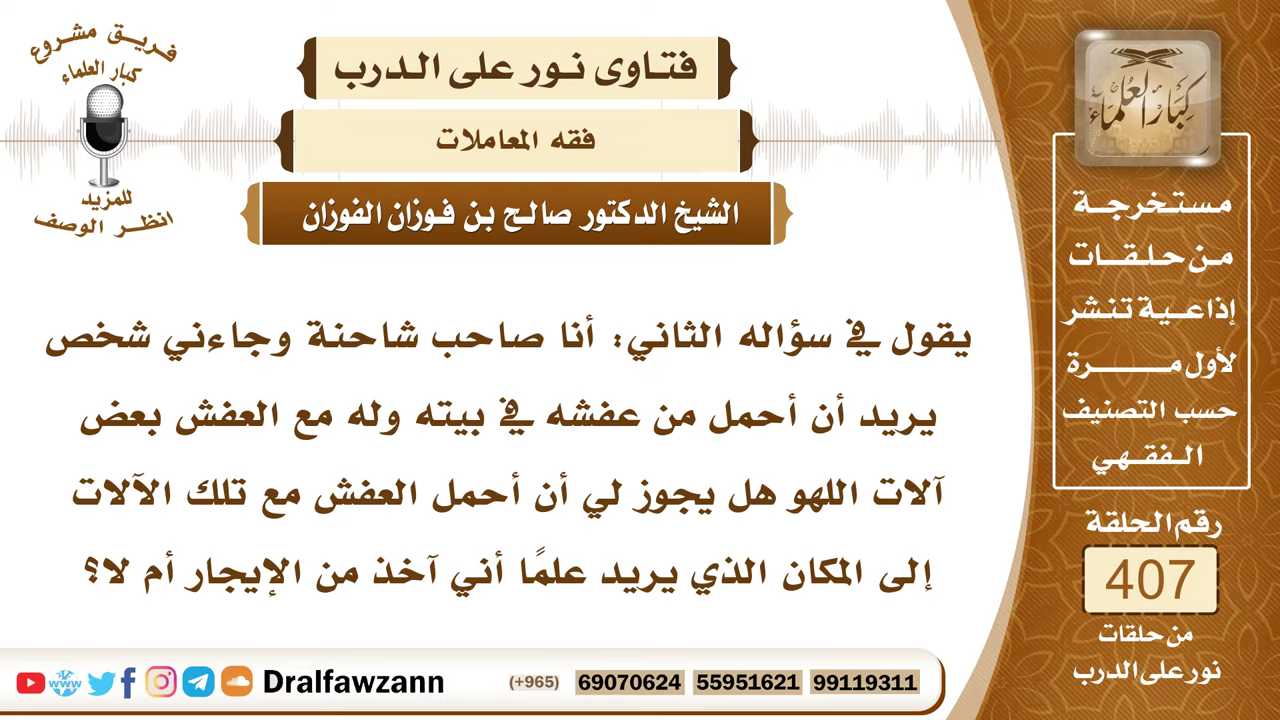 فريق مشروع
كبار العلماء
للمزيد
انظر الوصف
فتاوى نور على الدرب
فقه المعاملات
الشيخ الدكتور صالح بن فوزان الفوزان
يقول في سؤاله الثاني: أنا صاحب شاحنة وجاءني شخص
يريد أن أحمل من عفشه في بيته وله مع العفش بعض
آلات اللهو هل يجوز لي أن أحمل العفش مع تلك الآلات
إلى المكان الذي يريد علمًا أني آخذ من الإيجار أم لا؟
كبار العلماء
مستخرجة
من حلقات
إذاعية تنشر
لأول مرة
حسب التصنيف
الفقهي
رقم الحلقة
407
من حلقات
نور على الدرب
www Dralfawzann (+965) 69070624 55951621 99119311